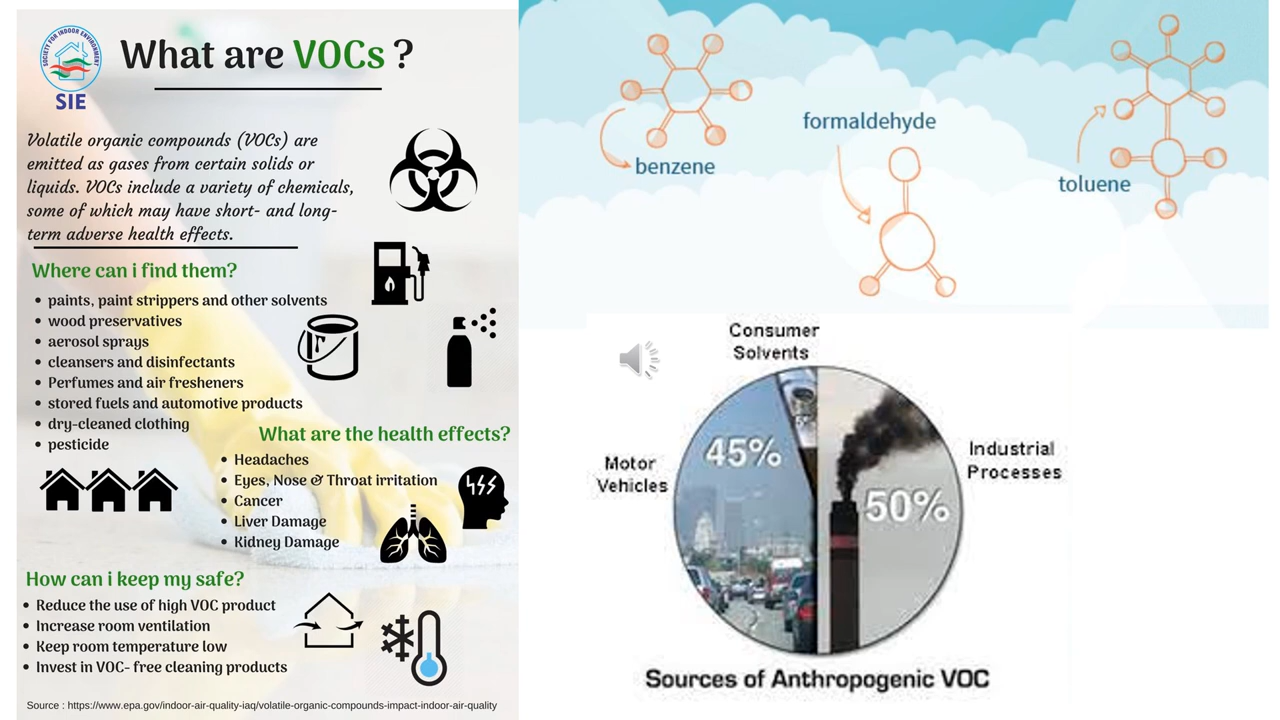 SOCIETY FOR INDOOR ENVIRONMENT
SIE
What are VOCs ?
Volatile organic compounds (VOCs) are
emitted as gases from certain solids or
liquids. VOCs include a variety of chemicals,
some of which may have short- and long-
term adverse health effects.
Where can i find them?
• paints, paint strippers and other solvents
• wood preservatives
• aerosol sprays
• cleansers and disinfectants
• Perfumes and air fresheners
• stored fuels and automotive products
• dry-cleaned clothing
• pesticide
What are the health effects?
• Headaches
• Eyes, Nose & Throat irritation
• Cancer
• Liver Damage
• Kidney Damage
How can i keep my safe?
• Reduce the use of high VOC product
• Increase room ventilation
• Keep room temperature low
• Invest in VOC- free cleaning products
Source : https://www.epa.gov/indoor-air-quality-iaq/volatile-organic-compounds-impact-indoor-air-quality
benzene
formaldehyde
toluene
Consumer
Solvents
Motor
Vehicles
45%
50%
Industrial
Processes
Sources of Anthropogenic VOC